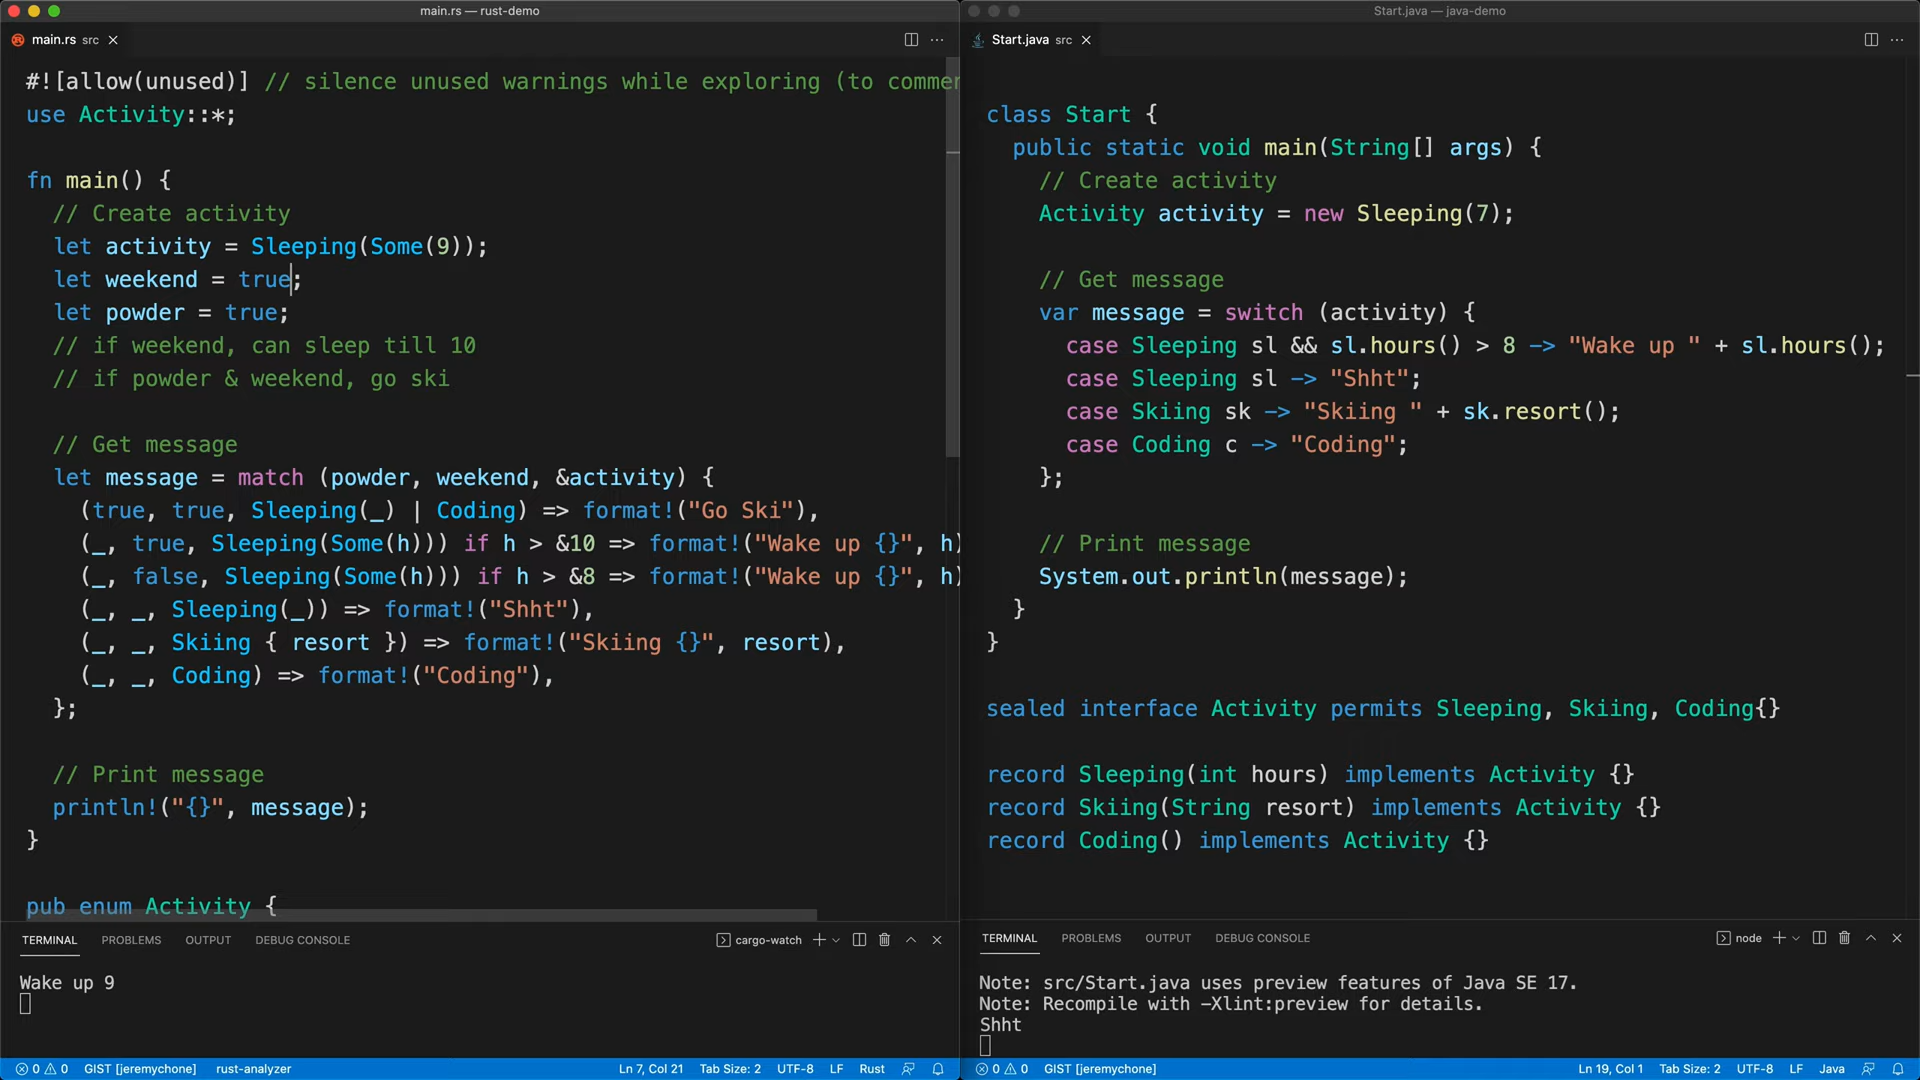 main.rs — rust-demo
main.rs src
#![allow(unused)] // silence unused warnings while exploring (to commen
use Activity::*;
fn main() {
// Create activity
let activity = Sleeping(Some(9));
let weekend = true;
let powder = true;
// if weekend, can sleep till 10
// if powder & weekend, go ski
// Get message
let message = match (powder, weekend, &activity) {
(true, true, Sleeping(_) | Coding) => format!("Go Ski"),
(_, true, Sleeping(Some(h))) if h > &10 => format!("Wake up {}", h)
(_, false, Sleeping(Some(h))) if h > &8 => format!("Wake up {}", h)
(_, _, Sleeping(_)) => format!("Shht"),
(_, _, Skiing { resort }) => format!("Skiing {}", resort),
(_, _, Coding) => format!("Coding"),
};
// Print message
println!("{}", message);
}
pub enum Activity {
TERMINAL PROBLEMS OUTPUT DEBUG CONSOLE cargo-watch
Wake up 9
0 0 GIST [jeremychone] rust-analyzer Ln 7, Col 21 Tab Size: 2 UTF-8 LF Rust
Start.java — java-demo
Start.java src
class Start {
public static void main(String[] args) {
// Create activity
Activity activity = new Sleeping(7);
// Get message
var message = switch (activity) {
case Sleeping sl && sl.hours() > 8 -> "Wake up " + sl.hours();
case Sleeping sl -> "Shht";
case Skiing sk -> "Skiing " + sk.resort();
case Coding c -> "Coding";
};
// Print message
System.out.println(message);
}
}
sealed interface Activity permits Sleeping, Skiing, Coding{}
record Sleeping(int hours) implements Activity {}
record Skiing(String resort) implements Activity {}
record Coding() implements Activity {}
TERMINAL PROBLEMS OUTPUT DEBUG CONSOLE node
Note: src/Start.java uses preview features of Java SE 17.
Note: Recompile with -Xlint:preview for details.
Shht
0 0 GIST [jeremychone] Ln 19, Col 1 Tab Size: 2 UTF-8 LF Java